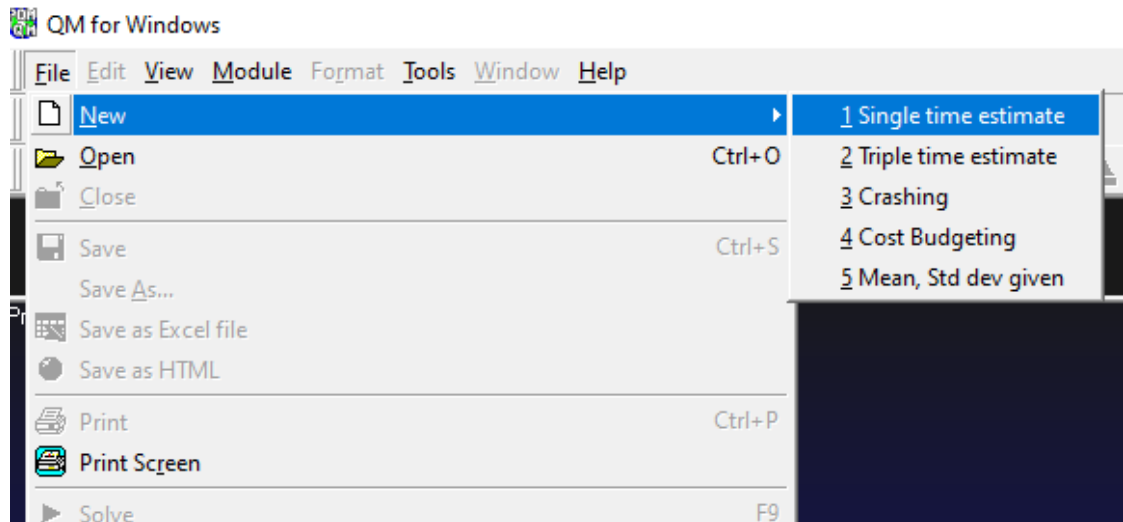 QM for Windows
File Edit View Module Format Tools Window Help
New
1 Single time estimate
Open Ctrl+O
2 Triple time estimate
Close
3 Crashing
Save Ctrl+S
4 Cost Budgeting
Save As...
5 Mean, Std dev given
Save as Excel file
Save as HTML
Print Ctrl+P
Print Screen
Solve F9